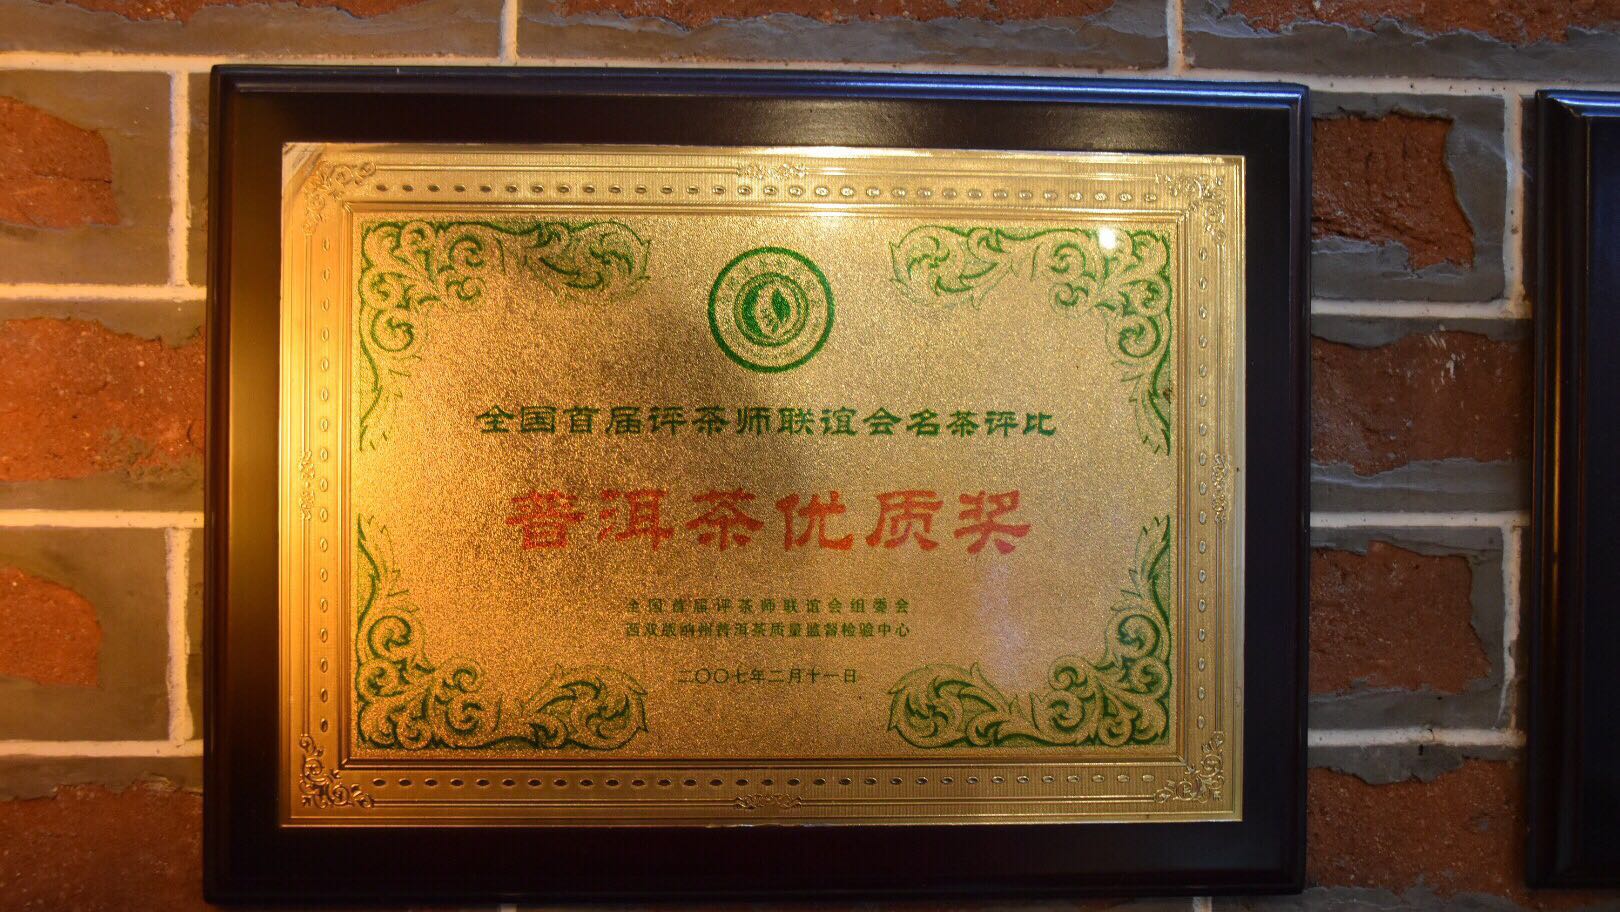 全国首届评茶师联谊会名茶评比
普洱茶优质奖
全国首届评茶师联谊会组委会
西双版纳州普洱茶质量监督检验中心
二〇〇七年二月十一日